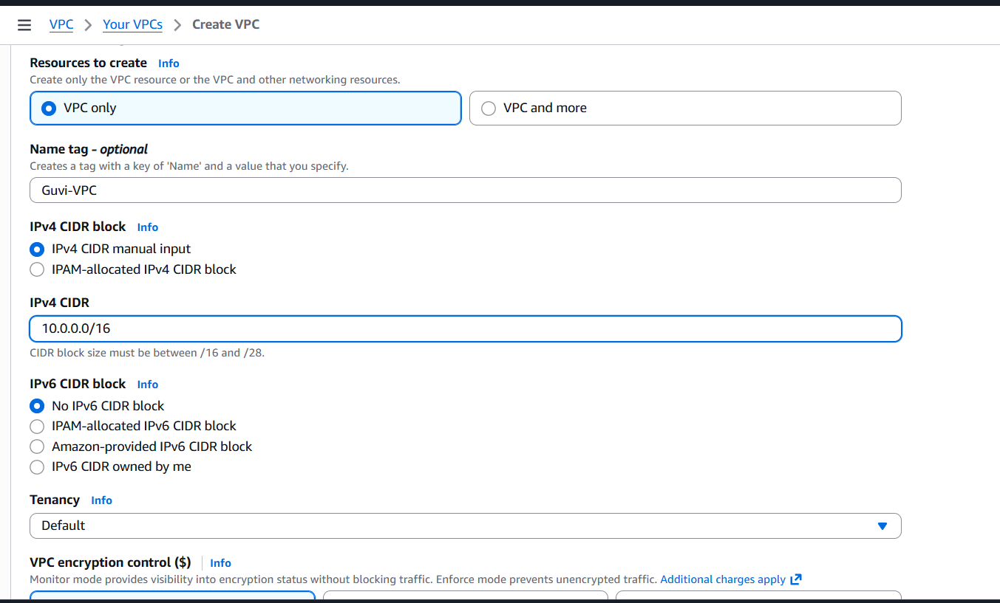 VPC > Your VPCs > Create VPC
Resources to create Info
Create only the VPC resource or the VPC and other networking resources.
VPC only
VPC and more
Name tag - optional
Creates a tag with a key of 'Name' and a value that you specify.
Guvi-VPC
IPv4 CIDR block Info
IPv4 CIDR manual input
IPAM-allocated IPv4 CIDR block
IPv4 CIDR
10.0.0.0/16
CIDR block size must be between /16 and /28.
IPv6 CIDR block Info
No IPv6 CIDR block
IPAM-allocated IPv6 CIDR block
Amazon-provided IPv6 CIDR block
IPv6 CIDR owned by me
Tenancy Info
Default
VPC encryption control ($) Info
Monitor mode provides visibility into encryption status without blocking traffic. Enforce mode prevents unencrypted traffic. Additional charges apply